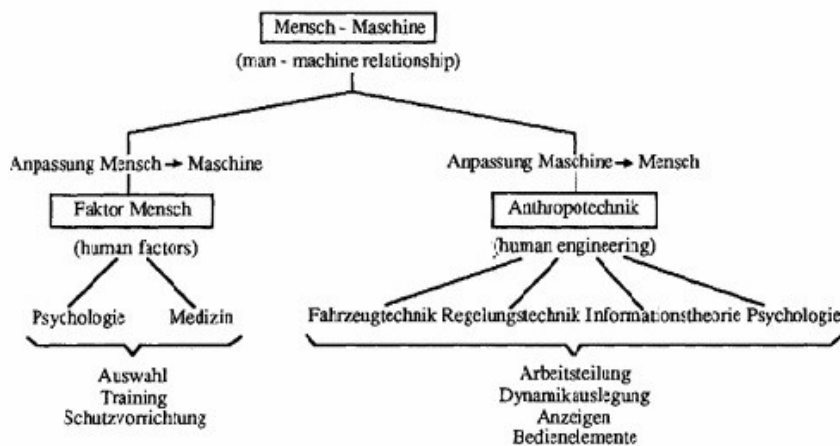 Mensch - Maschine
(man - machine relationship)
Anpassung Mensch → Maschine
Anpassung Maschine → Mensch
Faktor Mensch
Anthropotechnik
(human factors)
(human engineering)
Psychologie
Medizin
Fahrzeugtechnik Regelungstechnik Informationstheorie Psychologie
Auswahl
Training
Schutzvorrichtung
Arbeitsteilung
Dynamikauslegung
Anzeigen
Bedienelemente